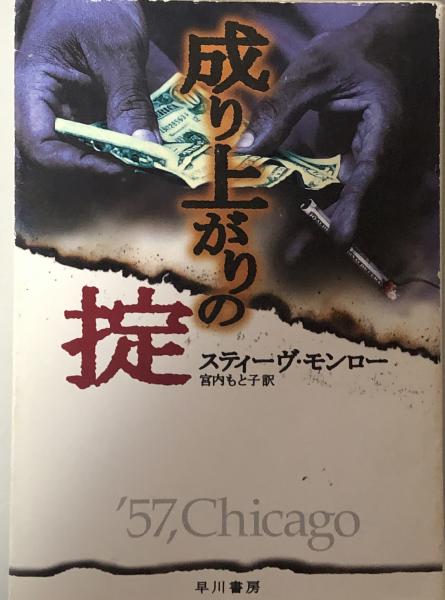 成り上がりの
掟
スティーヴ・モンロー
宮内もと子訳
'57, Chicago
早川書房